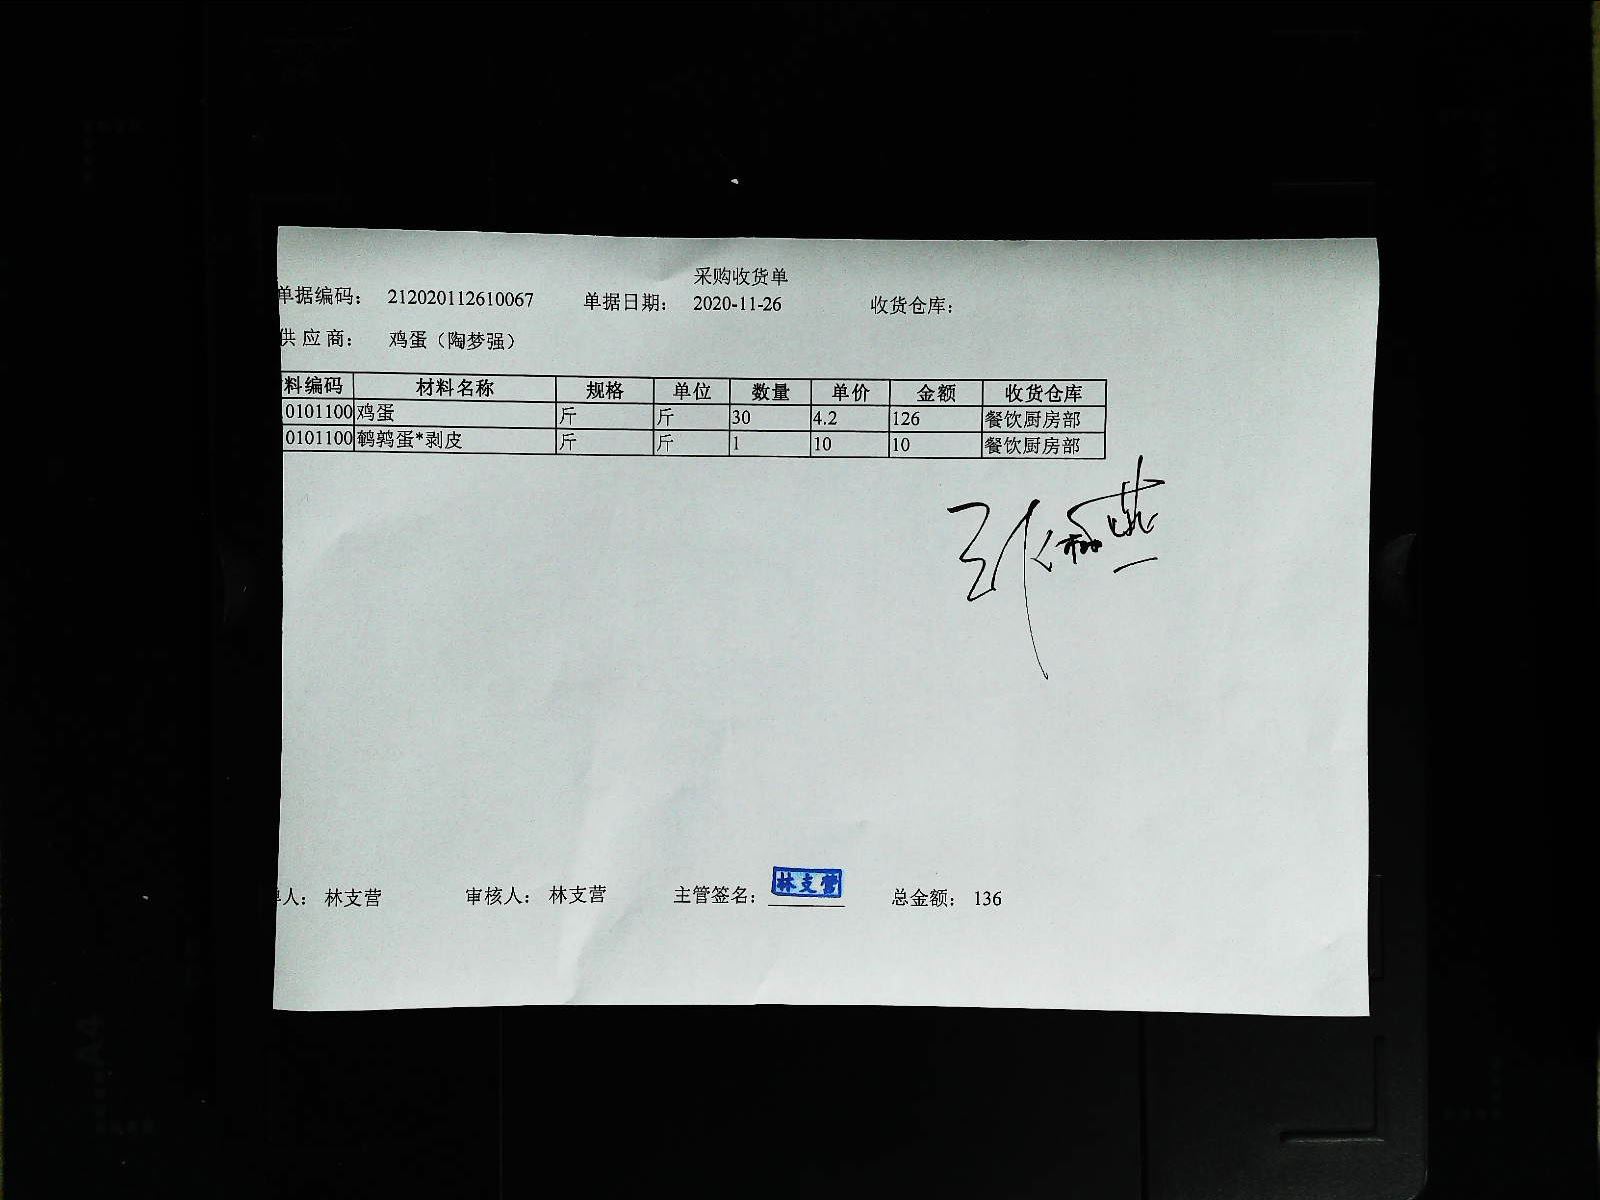 采购收货单
单据编码： 212020112610067 单据日期： 2020-11-26 收货仓库：
供 应 商： 鸡蛋（陶梦强）
料编码 材料名称 规格 单位 数量 单价 金额 收货仓库
0101100 鸡蛋 斤 斤 30 4.2 126 餐饮厨房部
0101100 鹌鹑蛋*剥皮 斤 斤 1 10 10 餐饮厨房部
人： 林支营 审核人： 林支营 主管签名： 林支营 总金额： 136